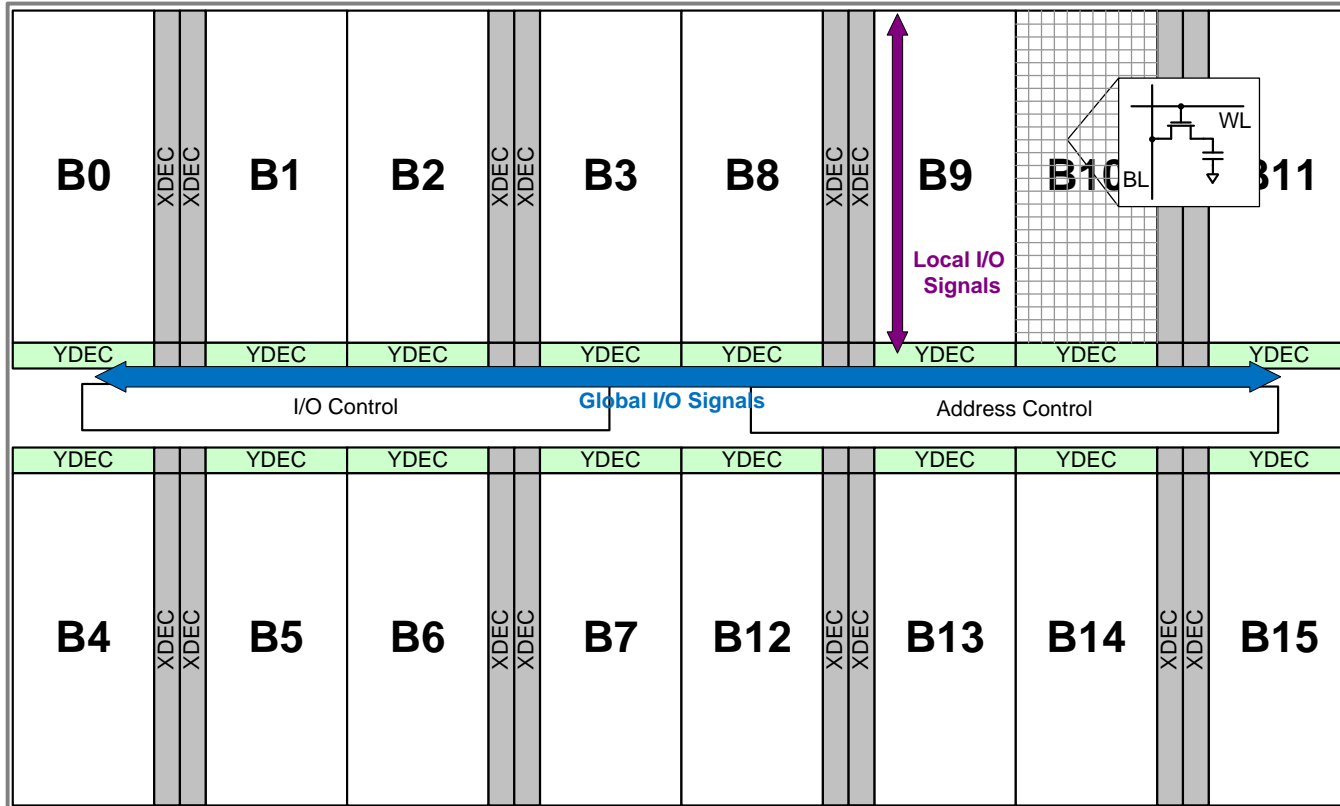 B0
XDEC
XDEC
B1
B2
XDEC
XDEC
B3
B8
XDEC
XDEC
B9
B10
WL
BL
B11
Local I/O
Signals
YDEC
YDEC
YDEC
YDEC
YDEC
YDEC
YDEC
YDEC
I/O Control
Global I/O Signals
Address Control
YDEC
YDEC
YDEC
YDEC
YDEC
YDEC
YDEC
YDEC
B4
XDEC
XDEC
B5
B6
XDEC
XDEC
B7
B12
XDEC
XDEC
B13
B14
XDEC
XDEC
B15